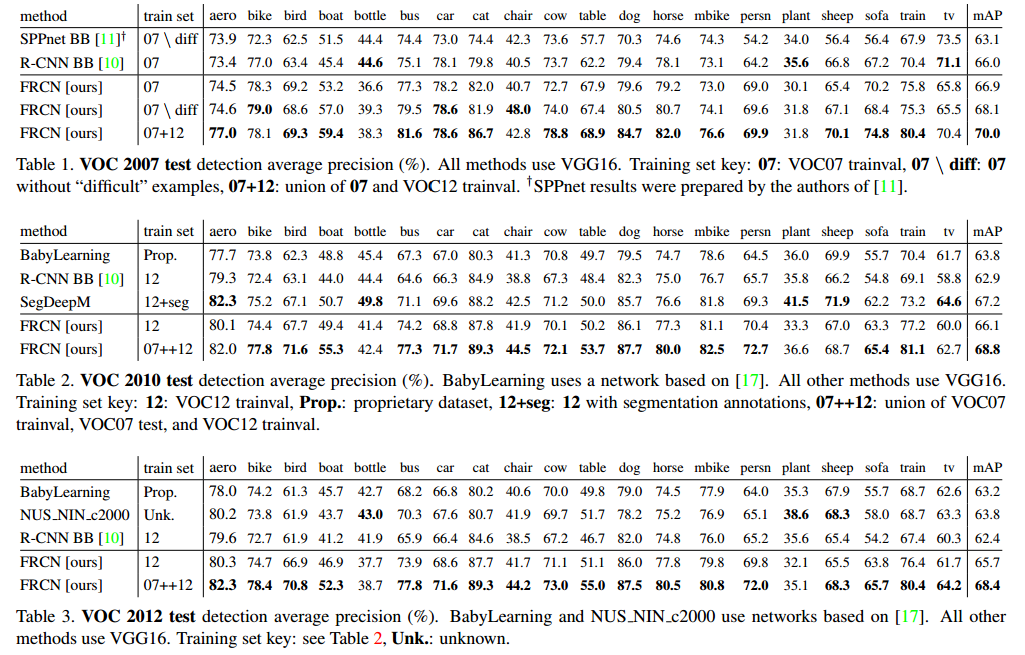 method train set aero bike bird boat bottle bus car cat chair cow table dog horse mbike persn plant sheep sofa train tv mAP
SPPnet BB [11]† 07 \ diff 73.9 72.3 62.5 51.5 44.4 74.4 73.0 74.4 42.3 73.6 57.7 70.3 74.6 74.3 54.2 34.0 56.4 56.4 67.9 73.5 63.1
R-CNN BB [10] 07 73.4 77.0 63.4 45.4 44.6 75.1 78.1 79.8 40.5 73.7 62.2 79.4 78.1 73.1 64.2 35.6 66.8 67.2 70.4 71.1 66.0
FRCN [ours] 07 74.5 78.3 69.2 53.2 36.6 77.3 78.2 82.0 40.7 72.7 67.9 79.6 79.2 73.0 69.0 30.1 65.4 70.2 75.8 65.8 66.9
FRCN [ours] 07 \ diff 74.6 79.0 68.6 57.0 39.3 79.5 78.6 81.9 48.0 74.0 67.4 80.5 80.7 74.1 69.6 31.8 67.1 68.4 75.3 65.5 68.1
FRCN [ours] 07+12 77.0 78.1 69.3 59.4 38.3 81.6 78.6 86.7 42.8 78.8 68.9 84.7 82.0 76.6 69.9 31.8 70.1 74.8 80.4 70.4 70.0
Table 1. VOC 2007 test detection average precision (%). All methods use VGG16. Training set key: 07: VOC07 trainval, 07 \ diff: 07
without “difficult” examples, 07+12: union of 07 and VOC12 trainval. †SPPnet results were prepared by the authors of [11].
method train set aero bike bird boat bottle bus car cat chair cow table dog horse mbike persn plant sheep sofa train tv mAP
BabyLearning Prop. 77.7 73.8 62.3 48.8 45.4 67.3 67.0 80.3 41.3 70.8 49.7 79.5 74.7 78.6 64.5 36.0 69.9 55.7 70.4 61.7 63.8
R-CNN BB [10] 12 79.3 72.4 63.1 44.0 44.4 64.6 66.3 84.9 38.8 67.3 48.4 82.3 75.0 76.7 65.7 35.8 66.2 54.8 69.1 58.8 62.9
SegDeepM 12+seg 82.3 75.2 67.1 50.7 49.8 71.1 69.6 88.2 42.5 71.2 50.0 85.7 76.6 81.8 69.3 41.5 71.9 62.2 73.2 64.6 67.2
FRCN [ours] 12 80.1 74.4 67.7 49.4 41.4 74.2 68.8 87.8 41.9 70.1 50.2 86.1 77.3 81.1 70.4 33.3 67.0 63.3 77.2 60.0 66.1
FRCN [ours] 07++12 82.0 77.8 71.6 55.3 42.4 77.3 71.7 89.3 44.5 72.1 53.7 87.7 80.0 82.5 72.7 36.6 68.7 65.4 81.1 62.7 68.8
Table 2. VOC 2010 test detection average precision (%). BabyLearning uses a network based on [17]. All other methods use VGG16.
Training set key: 12: VOC12 trainval, Prop.: proprietary dataset, 12+seg: 12 with segmentation annotations, 07++12: union of VOC07
trainval, VOC07 test, and VOC12 trainval.
method train set aero bike bird boat bottle bus car cat chair cow table dog horse mbike persn plant sheep sofa train tv mAP
BabyLearning Prop. 78.0 74.2 61.3 45.7 42.7 68.2 66.8 80.2 40.6 70.0 49.8 79.0 74.5 77.9 64.0 35.3 67.9 55.7 68.7 62.6 63.2
NUS_NIN_c2000 Unk. 80.2 73.8 61.9 43.7 43.0 70.3 67.6 80.7 41.9 69.7 51.7 78.2 75.2 76.9 65.1 38.6 68.3 58.0 68.7 63.3 63.8
R-CNN BB [10] 12 79.6 72.7 61.9 41.2 41.9 65.9 66.4 84.6 38.5 67.2 46.7 82.0 74.8 76.0 65.2 35.6 65.4 54.2 67.4 60.3 62.4
FRCN [ours] 12 80.3 74.7 66.9 46.9 37.7 73.9 68.6 87.7 41.7 71.1 51.1 86.0 77.8 79.8 69.8 32.1 65.5 63.8 76.4 61.7 65.7
FRCN [ours] 07++12 82.3 78.4 70.8 52.3 38.7 77.8 71.6 89.3 44.2 73.0 55.0 87.5 80.5 80.8 72.0 35.1 68.3 65.7 80.4 64.2 68.4
Table 3. VOC 2012 test detection average precision (%). BabyLearning and NUS_NIN_c2000 use networks based on [17]. All other
methods use VGG16. Training set key: see Table 2, Unk.: unknown.